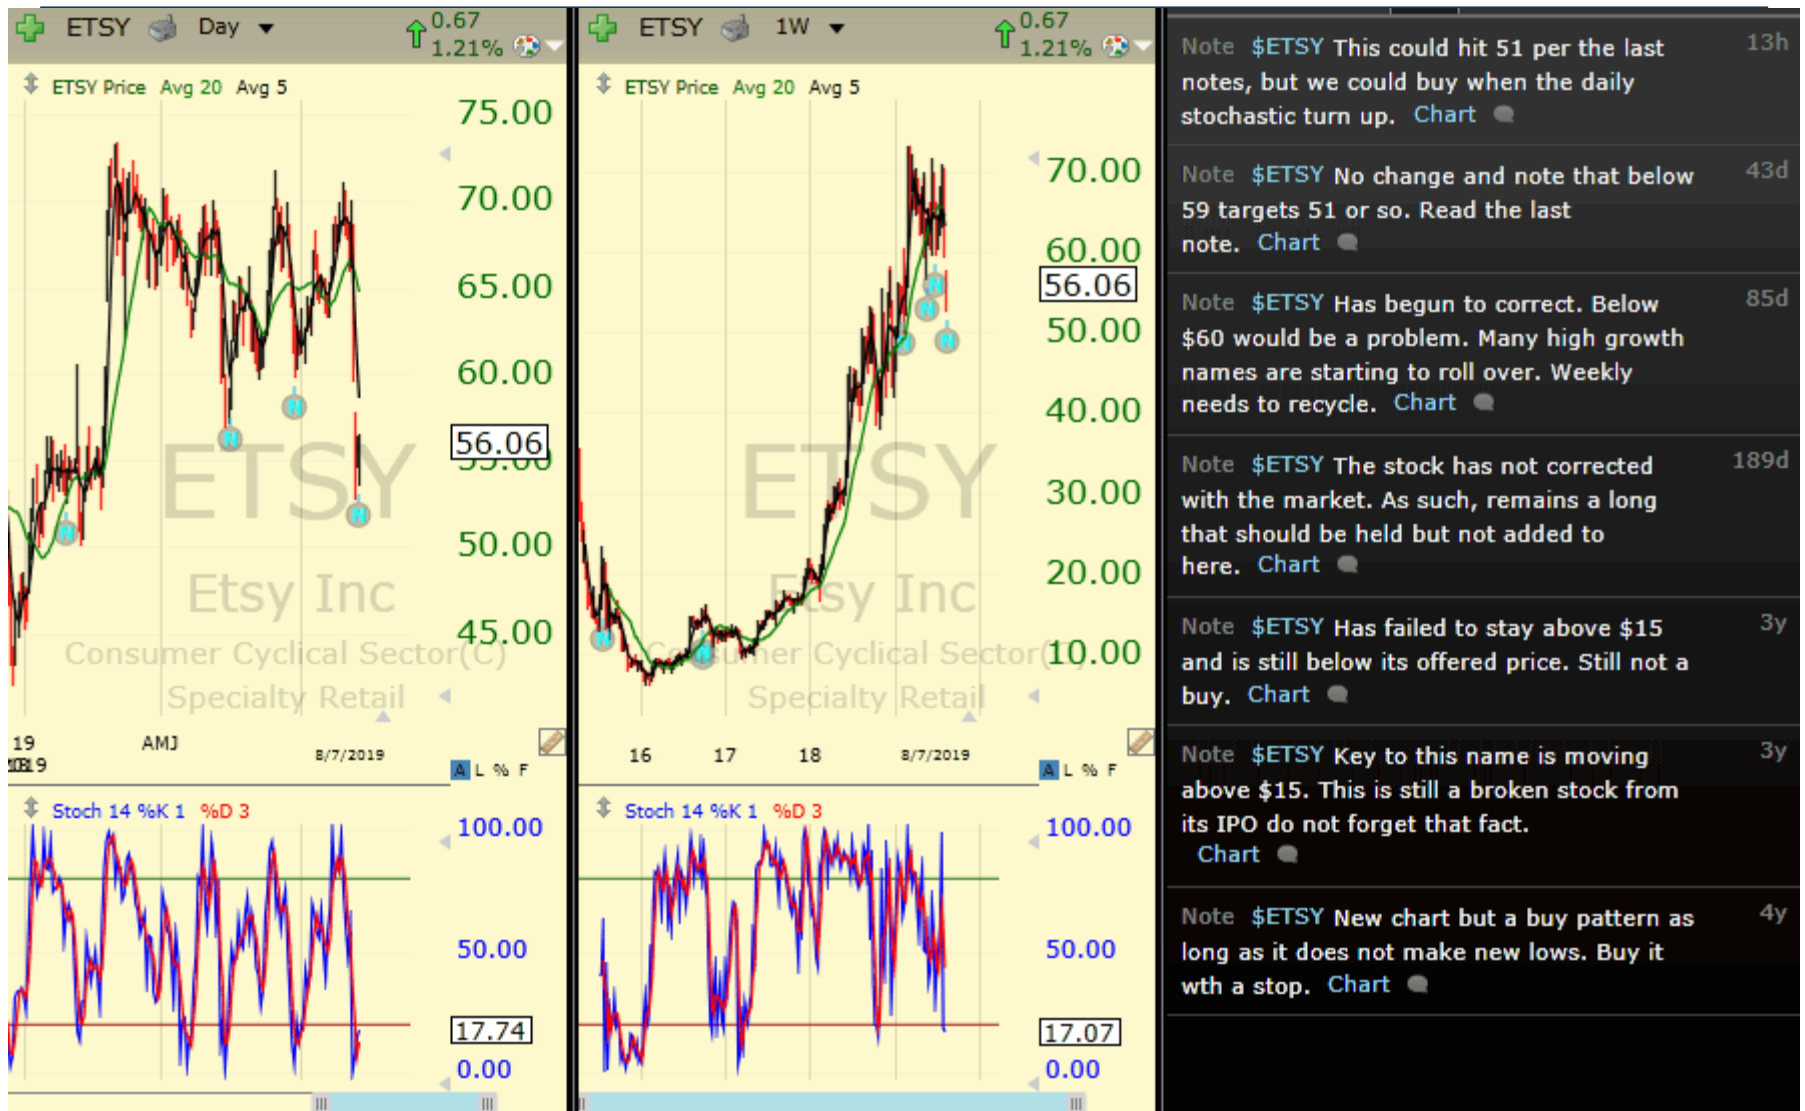 ETSY Day 0.67
1.21%
ETSY Price Avg 20 Avg 5
75.00
70.00
65.00
60.00
56.06
55.00
50.00
45.00
ETSY
Etsy Inc
Consumer Cyclical Sector(C)
Specialty Retail
19 AMJ 8/7/2019
A L % F
Stoch 14 %K 1 %D 3
100.00
50.00
17.74
0.00
ETSY 1W 0.67
1.21%
ETSY Price Avg 20 Avg 5
70.00
60.00
56.06
50.00
40.00
30.00
20.00
10.00
ETSY
Etsy Inc
Consumer Cyclical Sector(C)
Specialty Retail
16 17 18 8/7/2019
A L % F
Stoch 14 %K 1 %D 3
100.00
50.00
17.07
0.00
Note $ETSY This could hit 51 per the last 13h
notes, but we could buy when the daily
stochastic turn up. Chart
Note $ETSY No change and note that below 43d
59 targets 51 or so. Read the last
note. Chart
Note $ETSY Has begun to correct. Below 85d
$60 would be a problem. Many high growth
names are starting to roll over. Weekly
needs to recycle. Chart
Note $ETSY The stock has not corrected 189d
with the market. As such, remains a long
that should be held but not added to
here. Chart
Note $ETSY Has failed to stay above $15 3y
and is still below its offered price. Still not a
buy. Chart
Note $ETSY Key to this name is moving 3y
above $15. This is still a broken stock from
its IPO do not forget that fact.
Chart
Note $ETSY New chart but a buy pattern as 4y
long as it does not make new lows. Buy it
wth a stop. Chart